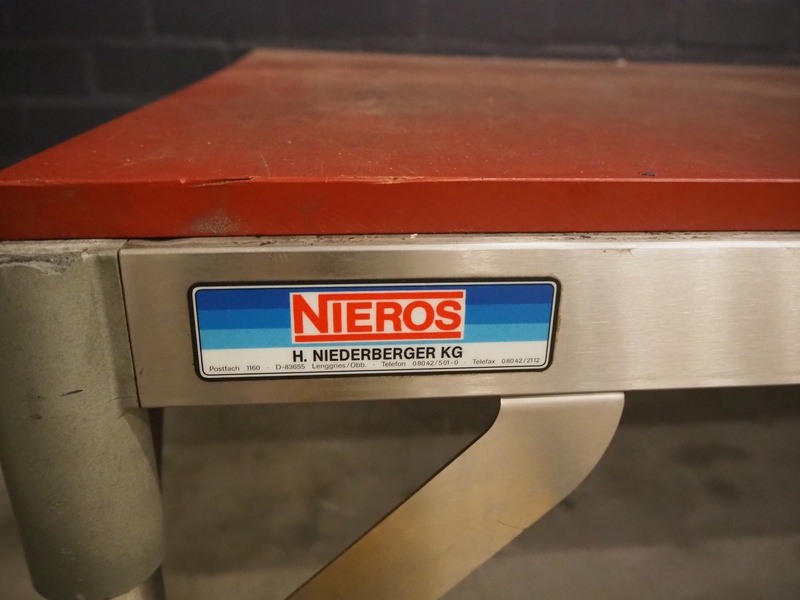 NIEROS
H. NIEDERBERGER KG
Postfach 1160 · D-83655 Lenggries/Obb. · Telefon 08042/501-0 · Telefax 08042/2112